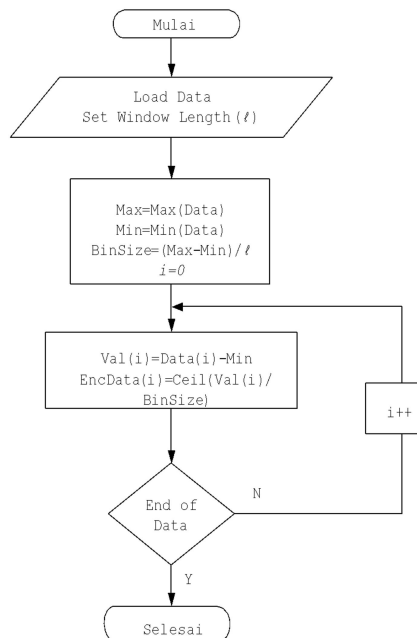 Mulai
Load Data
Set Window Length(ℓ)
Max=Max(Data)
Min=Min(Data)
BinSize=(Max-Min)/ℓ
i=0
Val(i)=Data(i)-Min
EncData(i)=Ceil(Val(i)/
BinSize)
i++
End of
Data
N
Y
Selesai